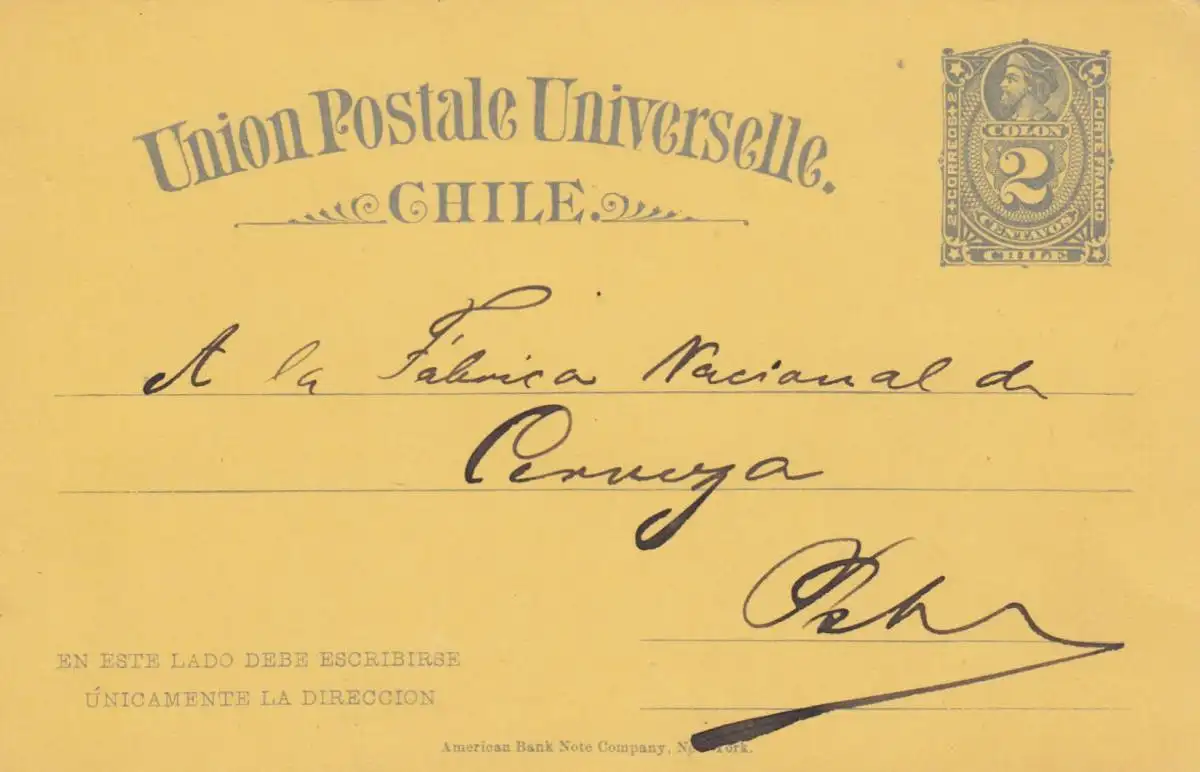 Union Postale Universelle.
CHILE.
2 CORREOS 2
COLON
2
CENTAVOS
CHILE
PORTE FRANCO
A la Fábrica Nacional de
Cerveza
EN ESTE LADO DEBE ESCRIBIRSE
ÚNICAMENTE LA DIRECCION
American Bank Note Company, New York.